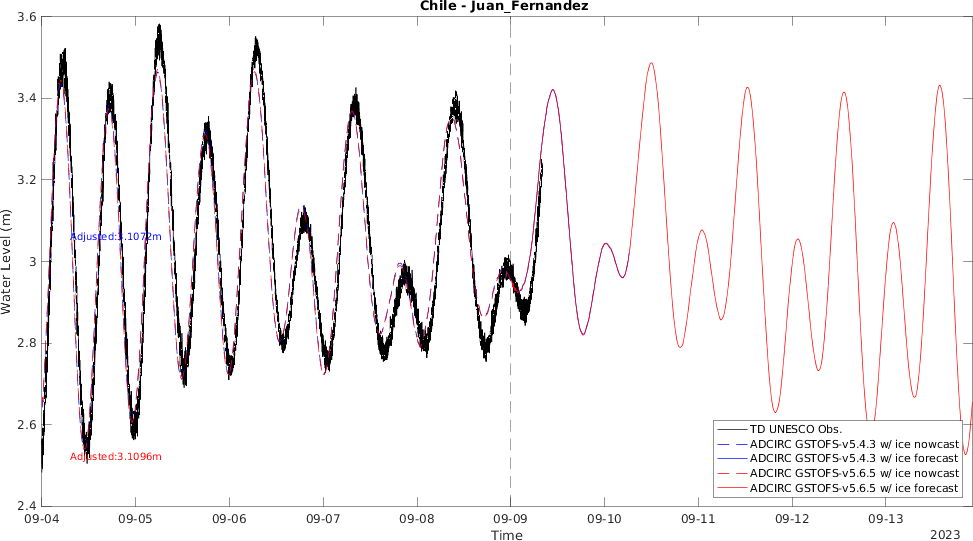 Chile - Juan_Fernandez
3.6
3.4
3.2
3
2.8
2.6
2.4
Water Level (m)
Adjusted:3.1072m
Adjusted:3.1096m
TD UNESCO Obs.
ADCIRC GSTOFS-v5.4.3 w/ ice nowcast
ADCIRC GSTOFS-v5.4.3 w/ ice forecast
ADCIRC GSTOFS-v5.6.5 w/ ice nowcast
ADCIRC GSTOFS-v5.6.5 w/ ice forecast
09-04 09-05 09-06 09-07 09-08 09-09 09-10 09-11 09-12 09-13
Time
2023